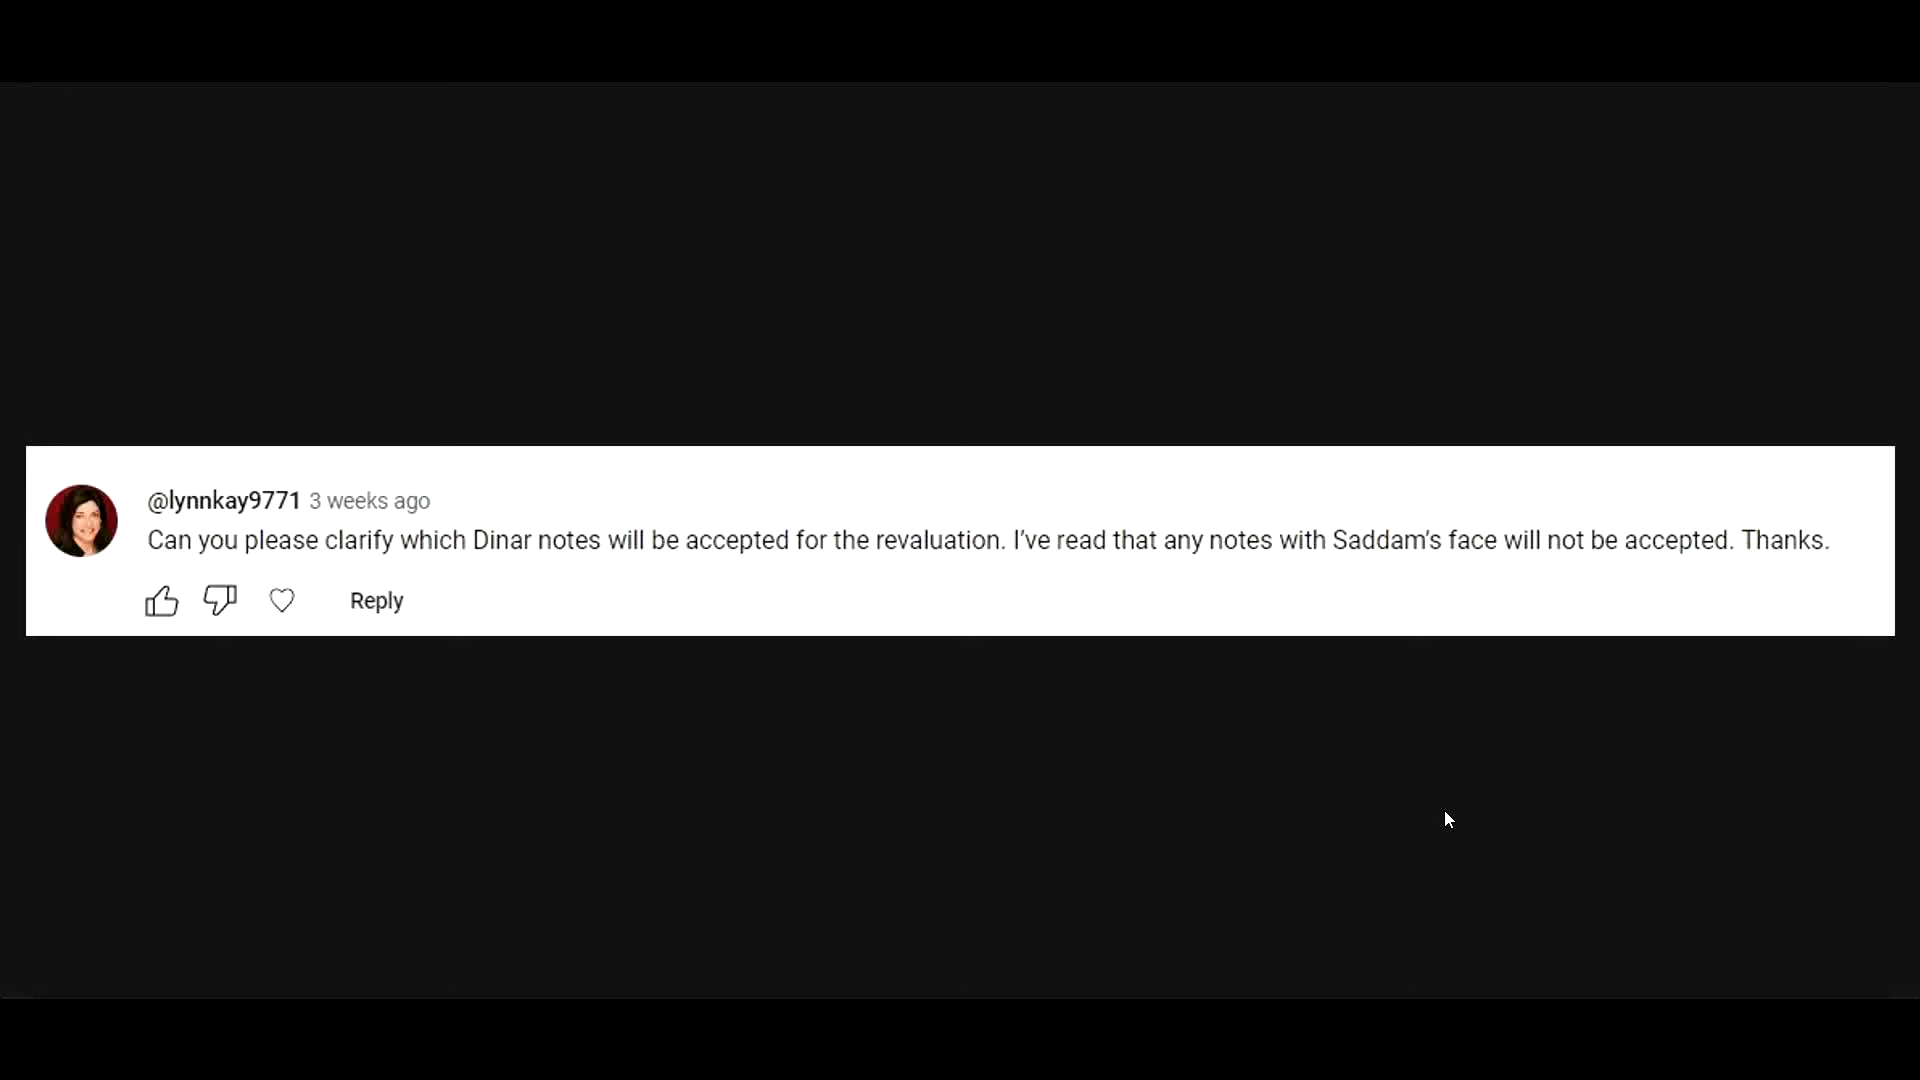 @lynnkay9771 3 weeks ago
Can you please clarify which Dinar notes will be accepted for the revaluation. I’ve read that any notes with Saddam’s face will not be accepted. Thanks.
Reply